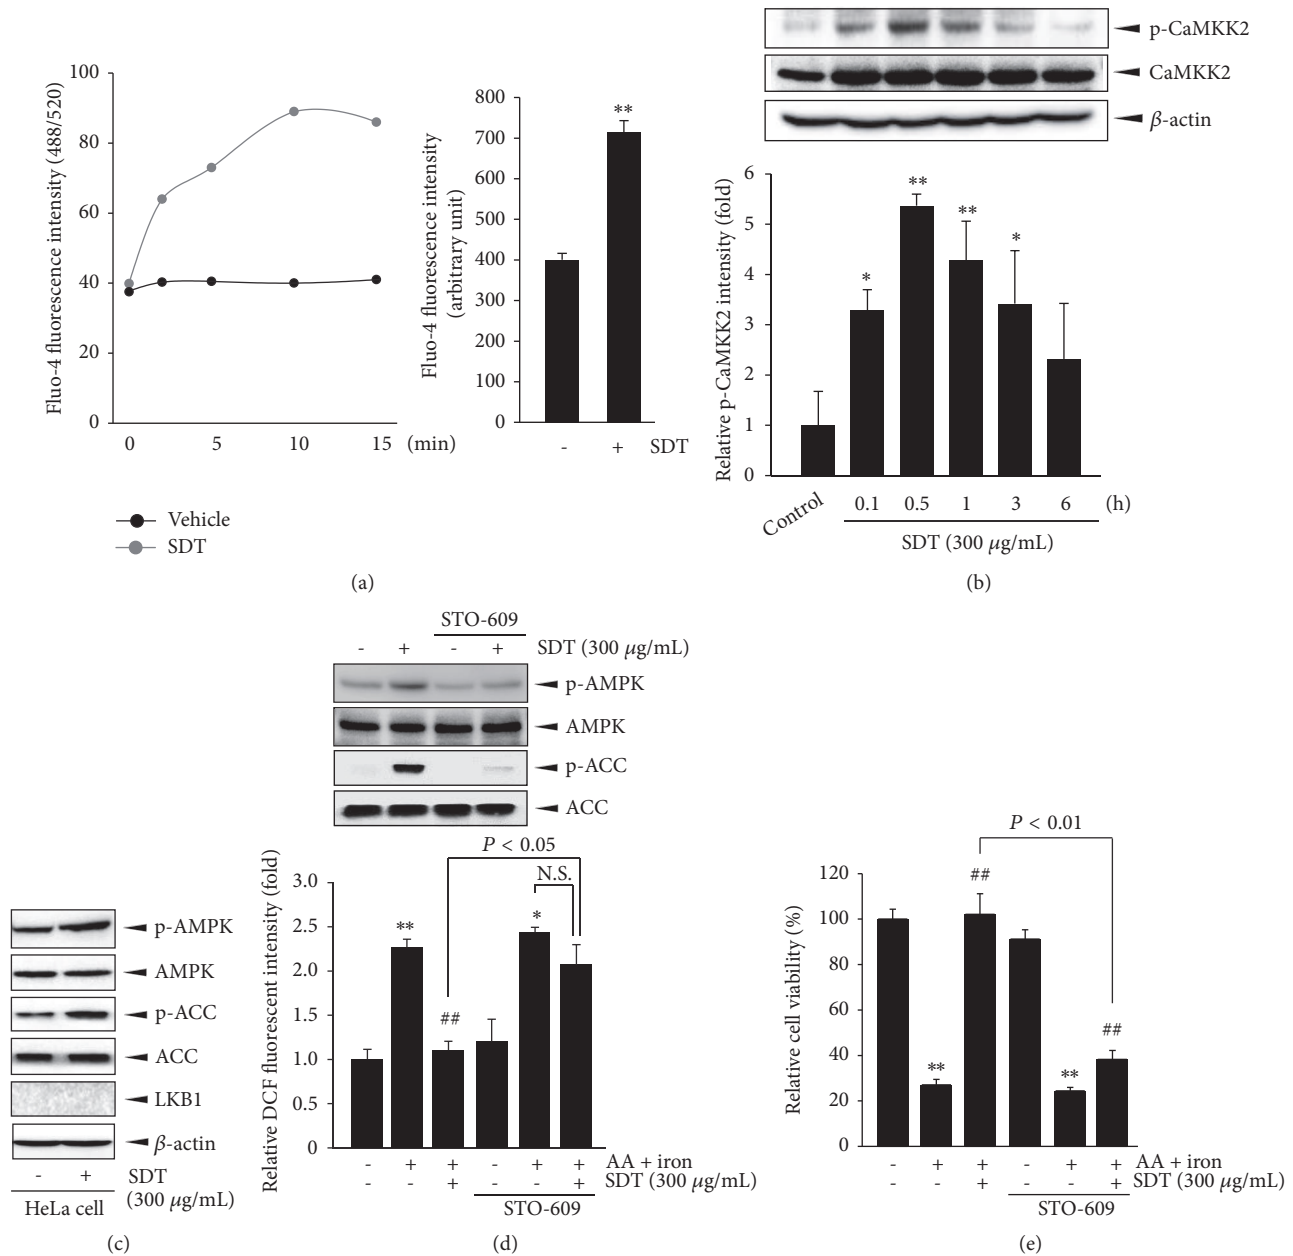 Fluo-4 fluorescence intensity (488/520)
100
80
60
40
20
0
0 5 10 15 (min)
Vehicle
SDT
Fluo-4 fluorescence intensity
(arbitrary unit)
800
700
600
500
400
300
200
100
0
**
- + SDT
(a)
p-CaMKK2
CaMKK2
β-actin
Relative p-CaMKK2 intensity (fold)
6
5
4
3
2
1
0
* ** ** *
Control 0.1 0.5 1 3 6 (h)
SDT (300 μg/mL)
(b)
p-AMPK
AMPK
p-ACC
ACC
LKB1
β-actin
- + SDT
(300 μg/mL)
HeLa cell
(c)
STO-609
- + - + SDT (300 μg/mL)
p-AMPK
AMPK
p-ACC
ACC
P < 0.05
N.S.
Relative DCF fluorescent intensity (fold)
3.0
2.5
2.0
1.5
1.0
0.5
0
** ## *
- + + - + + AA + iron
- - + - - + SDT (300 μg/mL)
STO-609
(d)
P < 0.01
Relative cell viability (%)
120
100
80
60
40
20
0
** ## ** ##
- + + - + + AA + iron
- - + - - + SDT (300 μg/mL)
STO-609
(e)